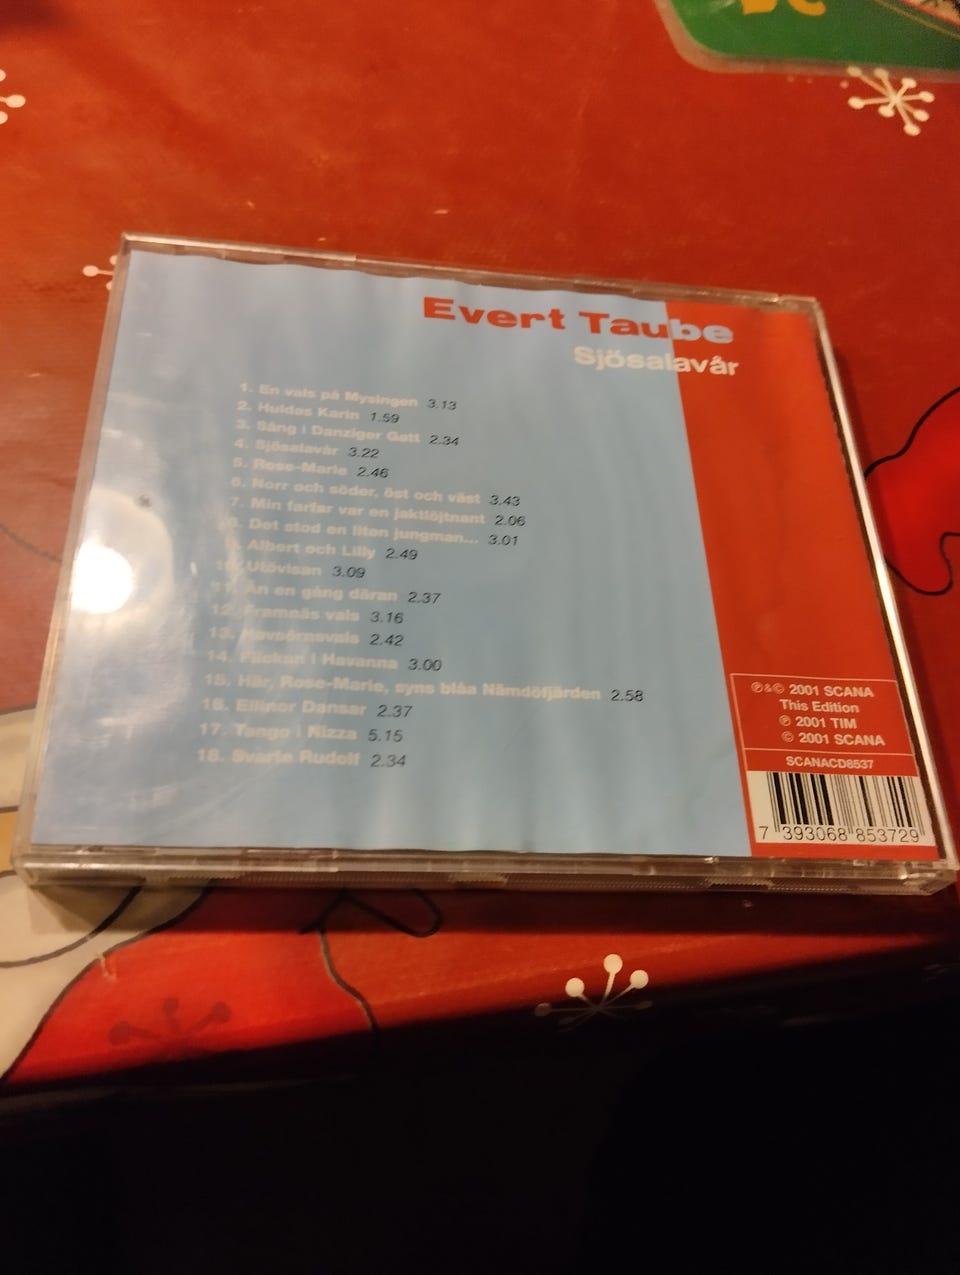 Evert Taube
Sjösalavår
1. En vals på Mysingen 3.13
2. Huldas Karin 1.59
3. Sång i Danziger Gatt 2.34
4. Sjösalavår 3.22
5. Rose-Marie 2.46
6. Norr och söder, öst och väst 3.43
7. Min farfar var en jaktlöjtnant 2.06
8. Det stod en liten jungman... 3.01
Albert och Lilly 2.49
10. Utövisan 3.09
11. Än en gång däran 2.37
12. Framnäs vals 3.16
13. Havsörnsvals 2.42
14. Flickan i Havanna 3.00
15. Här, Rose-Marie, syns blåa Nämdöfjärden 2.58
16. Ellinor Dansar 2.37
17. Tango i Nizza 5.15
18. Svarte Rudolf 2.34
℗&© 2001 SCANA
This Edition
℗ 2001 TIM
© 2001 SCANA
SCANACD8537
7 393068 853729